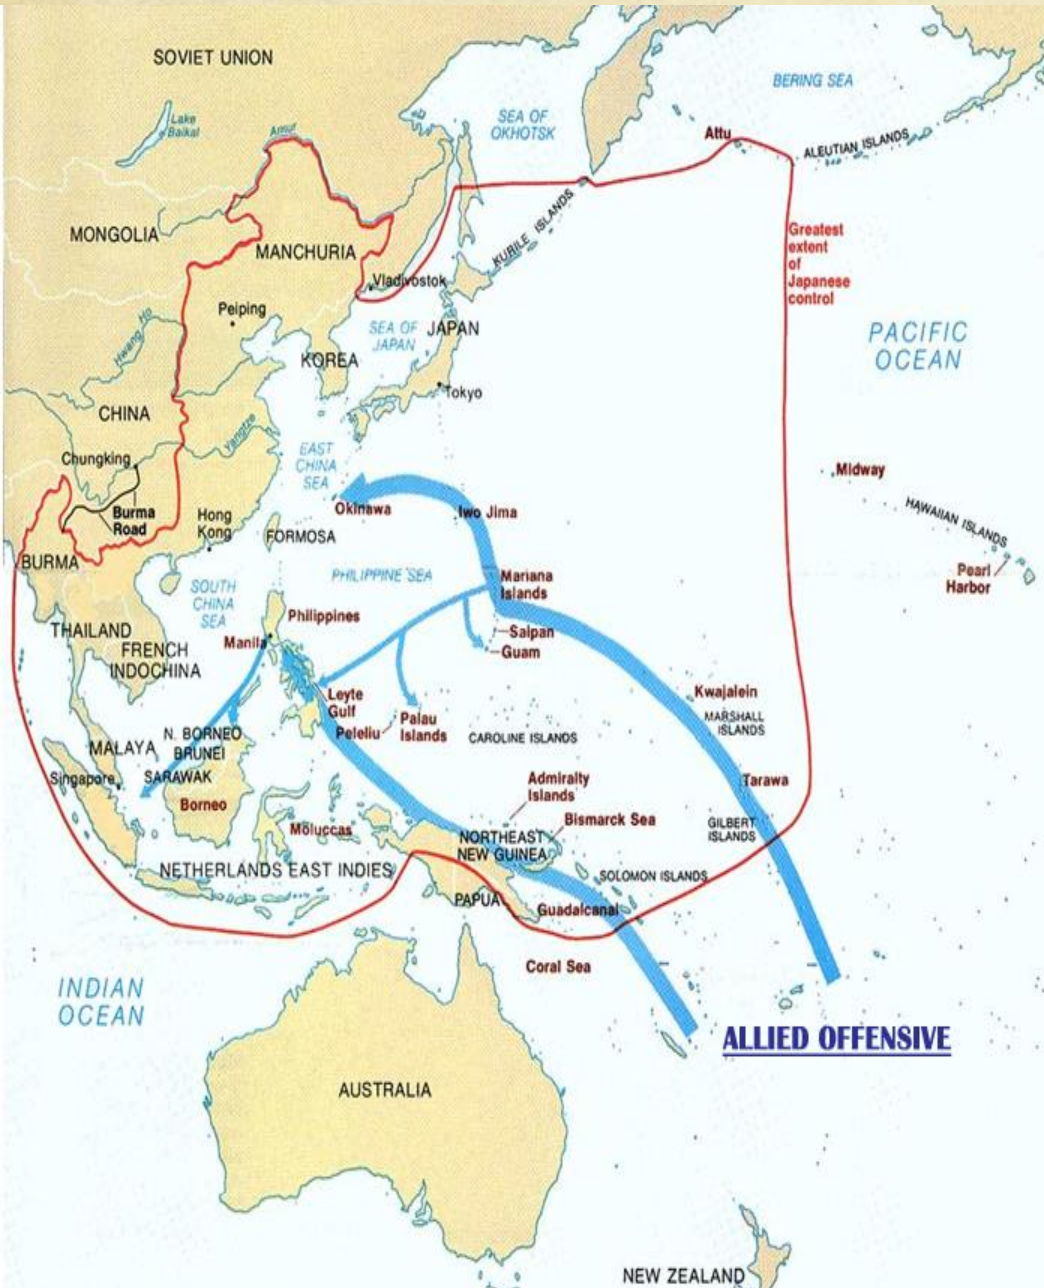 SOVIET UNION
BERING SEA
SEA OF
OKHOTSK
Lake
Baikal
Amur
Attu
ALEUTIAN ISLANDS
MONGOLIA
MANCHURIA
KURILE ISLANDS
Greatest
extent
of
Japanese
control
Vladivostok
Peiping
Hwang Ho
SEA OF
JAPAN
JAPAN
PACIFIC
OCEAN
KOREA
Tokyo
CHINA
Yangtze
Chungking
EAST
CHINA
SEA
Midway
Burma
Road
Hong
Kong
Okinawa
Iwo Jima
HAWAIIAN ISLANDS
FORMOSA
BURMA
Pearl
Harbor
SOUTH
CHINA
SEA
PHILIPPINE SEA
Mariana
Islands
Philippines
THAILAND
Manila
Saipan
FRENCH
INDOCHINA
Guam
Leyte
Gulf
Kwajalein
Peleliu
Palau
Islands
MARSHALL
ISLANDS
N. BORNEO
BRUNEI
CAROLINE ISLANDS
MALAYA
Singapore
SARAWAK
Tarawa
Admiralty
Islands
Borneo
Bismarck Sea
GILBERT
ISLANDS
Moluccas
NORTHEAST
NEW GUINEA
NETHERLANDS EAST INDIES
SOLOMON ISLANDS
PAPUA
Guadalcanal
Coral Sea
INDIAN
OCEAN
ALLIED OFFENSIVE
AUSTRALIA
NEW ZEALAND